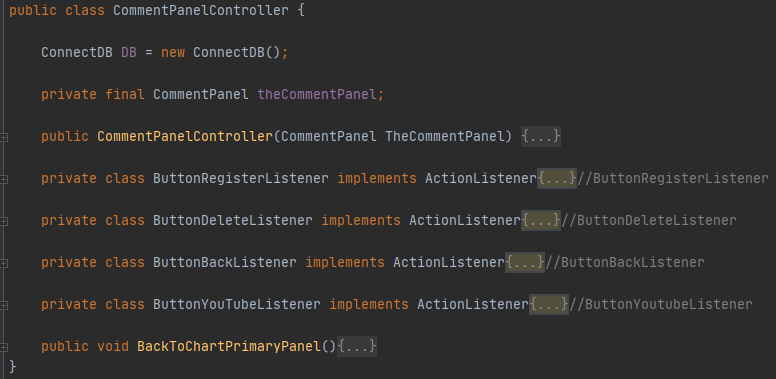 public class CommentPanelController {
ConnectDB DB = new ConnectDB();
private final CommentPanel theCommentPanel;
public CommentPanelController(CommentPanel TheCommentPanel) {...}
private class ButtonRegisterListener implements ActionListener{...}//ButtonRegisterListener
private class ButtonDeleteListener implements ActionListener{...}//ButtonDeleteListener
private class ButtonBackListener implements ActionListener{...}//ButtonBackListener
private class ButtonYouTubeListener implements ActionListener{...}//ButtonYoutubeListener
public void BackToChartPrimaryPanel(){...}
}